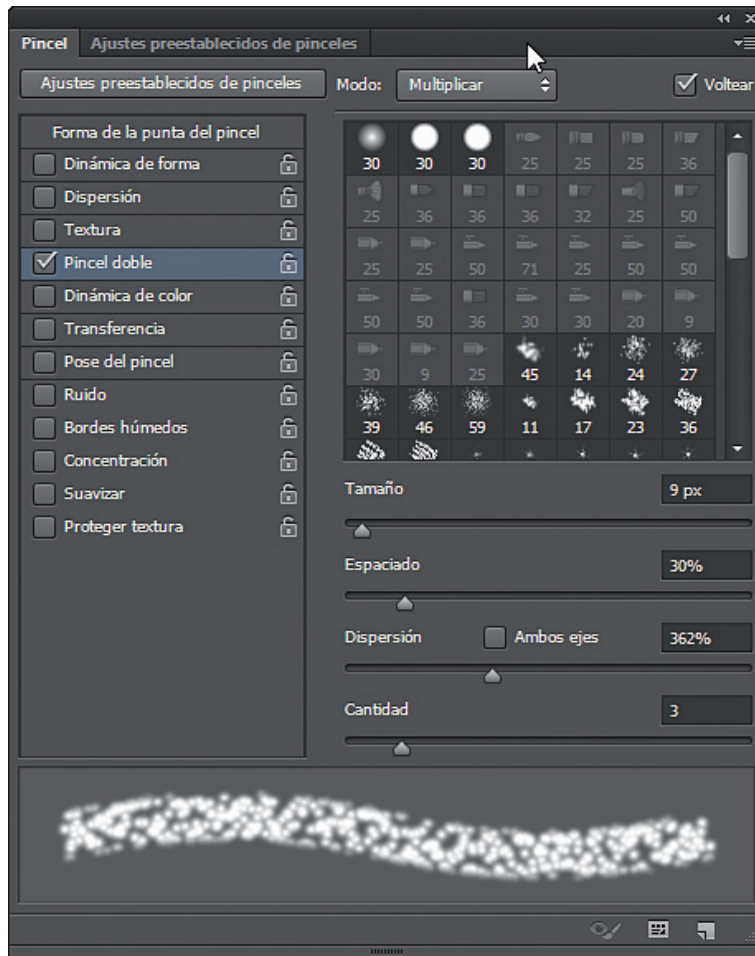 Pincel Ajustes preestablecidos de pinceles
Ajustes preestablecidos de pinceles Modo: Multiplicar Voltear
Forma de la punta del pincel
Dinámica de forma
Dispersión
Textura
Pincel doble
Dinámica de color
Transferencia
Pose del pincel
Ruido
Bordes húmedos
Concentración
Suavizar
Proteger textura
30 30 30 25 25 25 36
25 36 36 36 32 25 50
25 25 50 71 25 50 50
50 50 36 30 30 20 9
30 9 25 45 14 24 27
39 46 59 11 17 23 36
Tamaño 9 px
Espaciado 30%
Dispersión Ambos ejes 362%
Cantidad 3